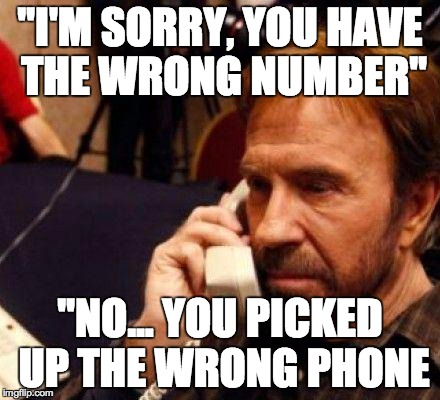 "I'M SORRY, YOU HAVE
THE WRONG NUMBER"
"NO... YOU PICKED
UP THE WRONG PHONE
imgflip.com